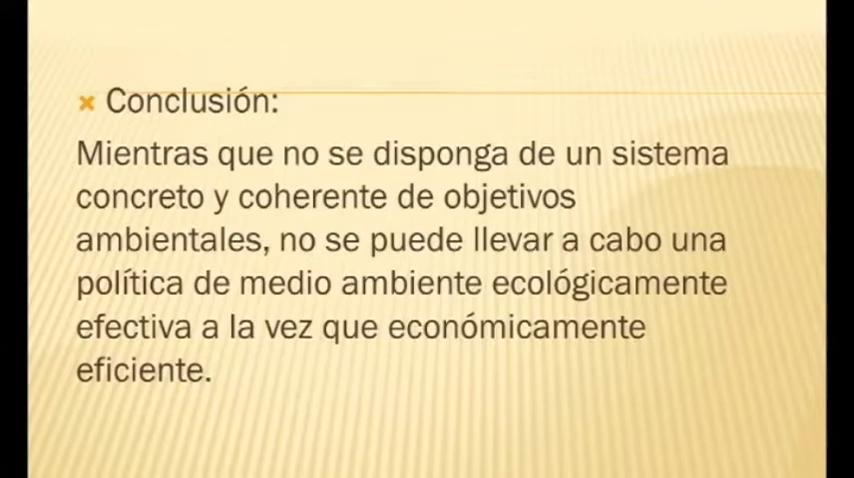 Conclusión:
Mientras que no se disponga de un sistema
concreto y coherente de objetivos
ambientales, no se puede llevar a cabo una
política de medio ambiente ecológicamente
efectiva a la vez que económicamente
eficiente.